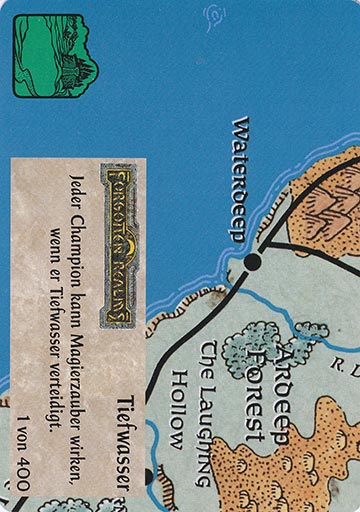 Waterdeep
Ardeep
Forest
The Laughing
Hollow
Forgotten Realms
Tiefwasser
Jeder Champion kann Magierzauber wirken,
wenn er Tiefwasser verteidigt.
1 von 400